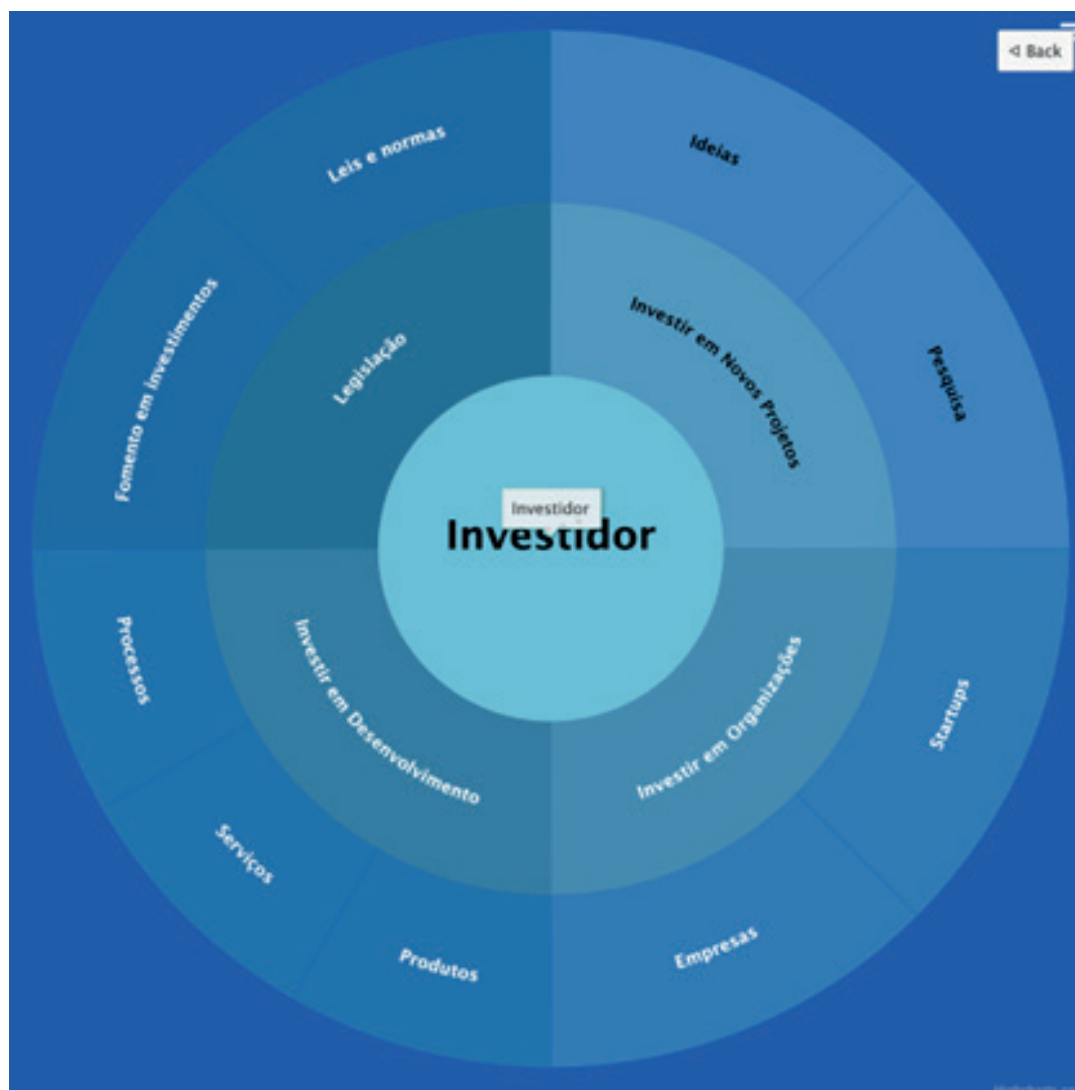 ◁ Back
Leis e normas
Ideias
Fomento em investimentos
Legislação
Investir em Novos Projetos
Pesquisa
Investidor
Investidor
Processos
Investir em Desenvolvimento
Investir em Organizações
Startups
Serviços
Produtos
Empresas